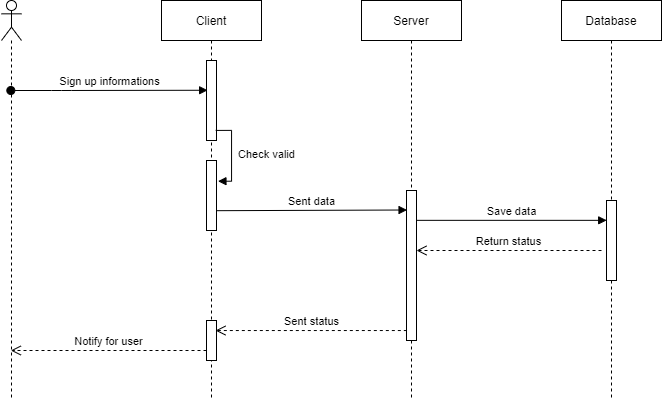 Client
Server
Database
Sign up informations
Check valid
Sent data
Save data
Return status
Sent status
Notify for user